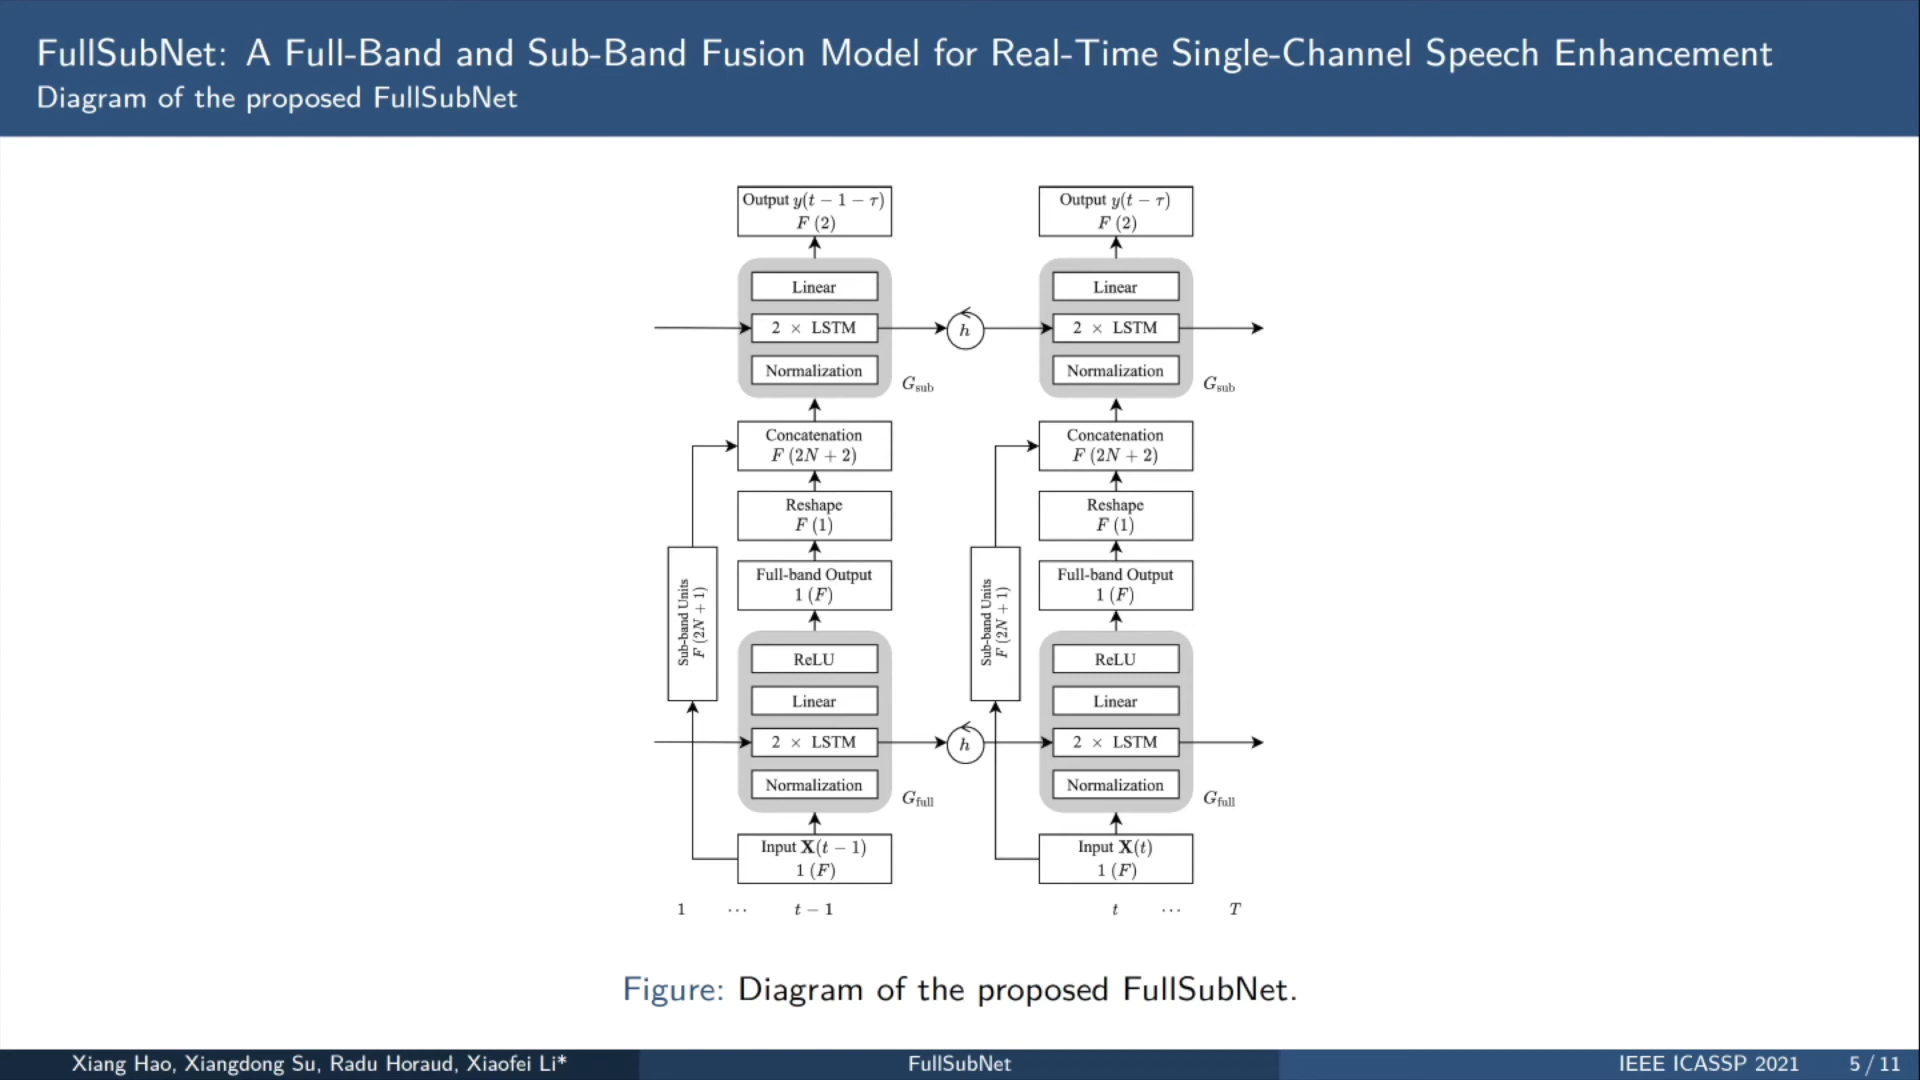 FullSubNet: A Full-Band and Sub-Band Fusion Model for Real-Time Single-Channel Speech Enhancement
Diagram of the proposed FullSubNet
Output y(t − 1 − τ)
F (2)
Linear
2 × LSTM
Normalization
G_sub
h
Concatenation
F (2N + 2)
Reshape
F (1)
Full-band Output
1 (F)
Sub-band Units
F (2N + 1)
ReLU
Linear
2 × LSTM
Normalization
G_full
h
Input X(t − 1)
1 (F)
Output y(t − τ)
F (2)
Linear
2 × LSTM
Normalization
G_sub
Concatenation
F (2N + 2)
Reshape
F (1)
Full-band Output
1 (F)
Sub-band Units
F (2N + 1)
ReLU
Linear
2 × LSTM
Normalization
G_full
Input X(t)
1 (F)
1 ⋯ t − 1 t ⋯ T
Figure: Diagram of the proposed FullSubNet.
Xiang Hao, Xiangdong Su, Radu Horaud, Xiaofei Li* FullSubNet IEEE ICASSP 2021 5 / 11